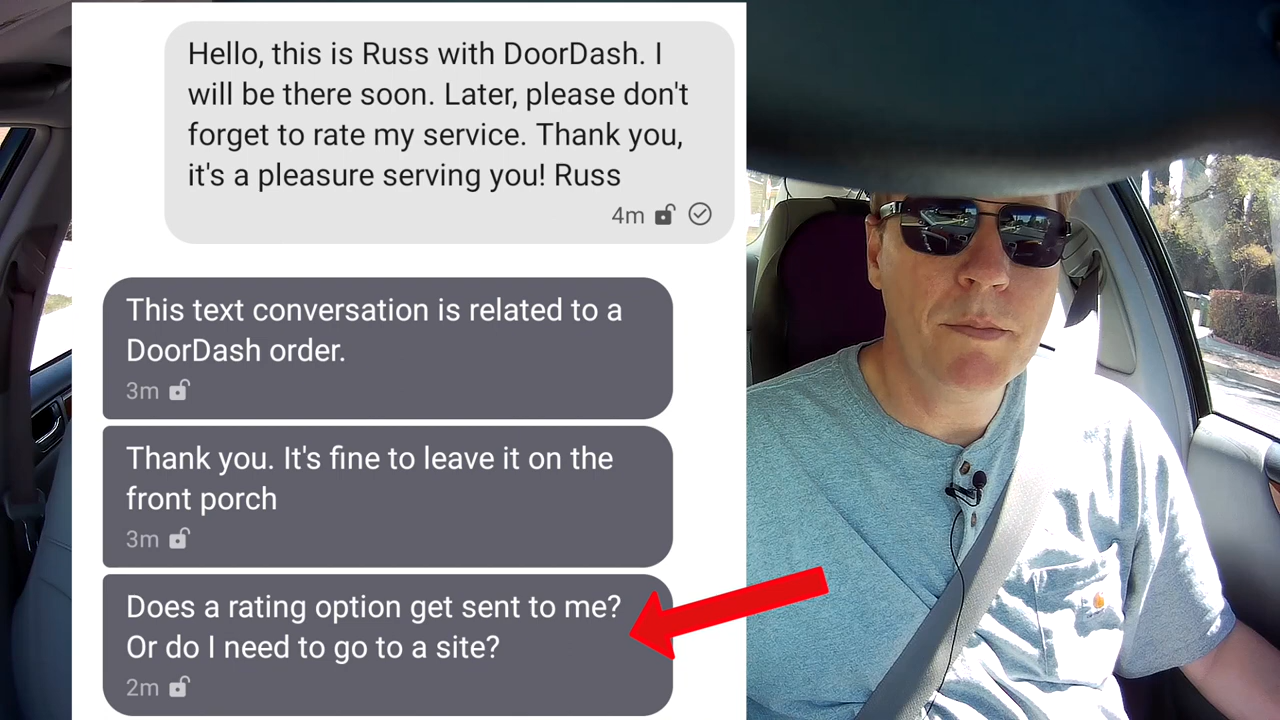 Hello, this is Russ with DoorDash. I
will be there soon. Later, please don't
forget to rate my service. Thank you,
it's a pleasure serving you! Russ
4m
This text conversation is related to a
DoorDash order.
3m
Thank you. It's fine to leave it on the
front porch
3m
Does a rating option get sent to me?
Or do I need to go to a site?
2m